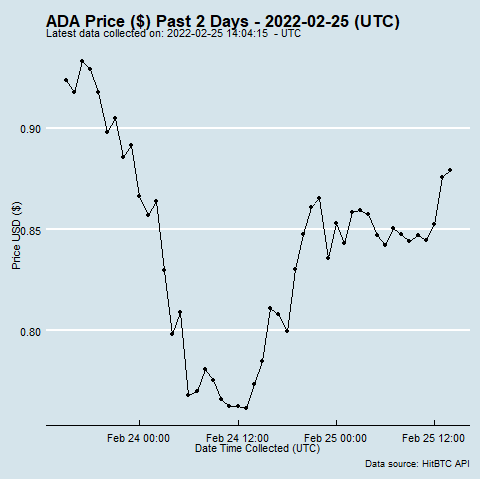 ADA Price ($) Past 2 Days - 2022-02-25 (UTC)
Latest data collected on: 2022-02-25 14:04:15 - UTC
0.90
0.85
0.80
Price USD ($)
Feb 24 00:00
Feb 24 12:00
Feb 25 00:00
Feb 25 12:00
Date Time Collected (UTC)
Data source: HitBTC API